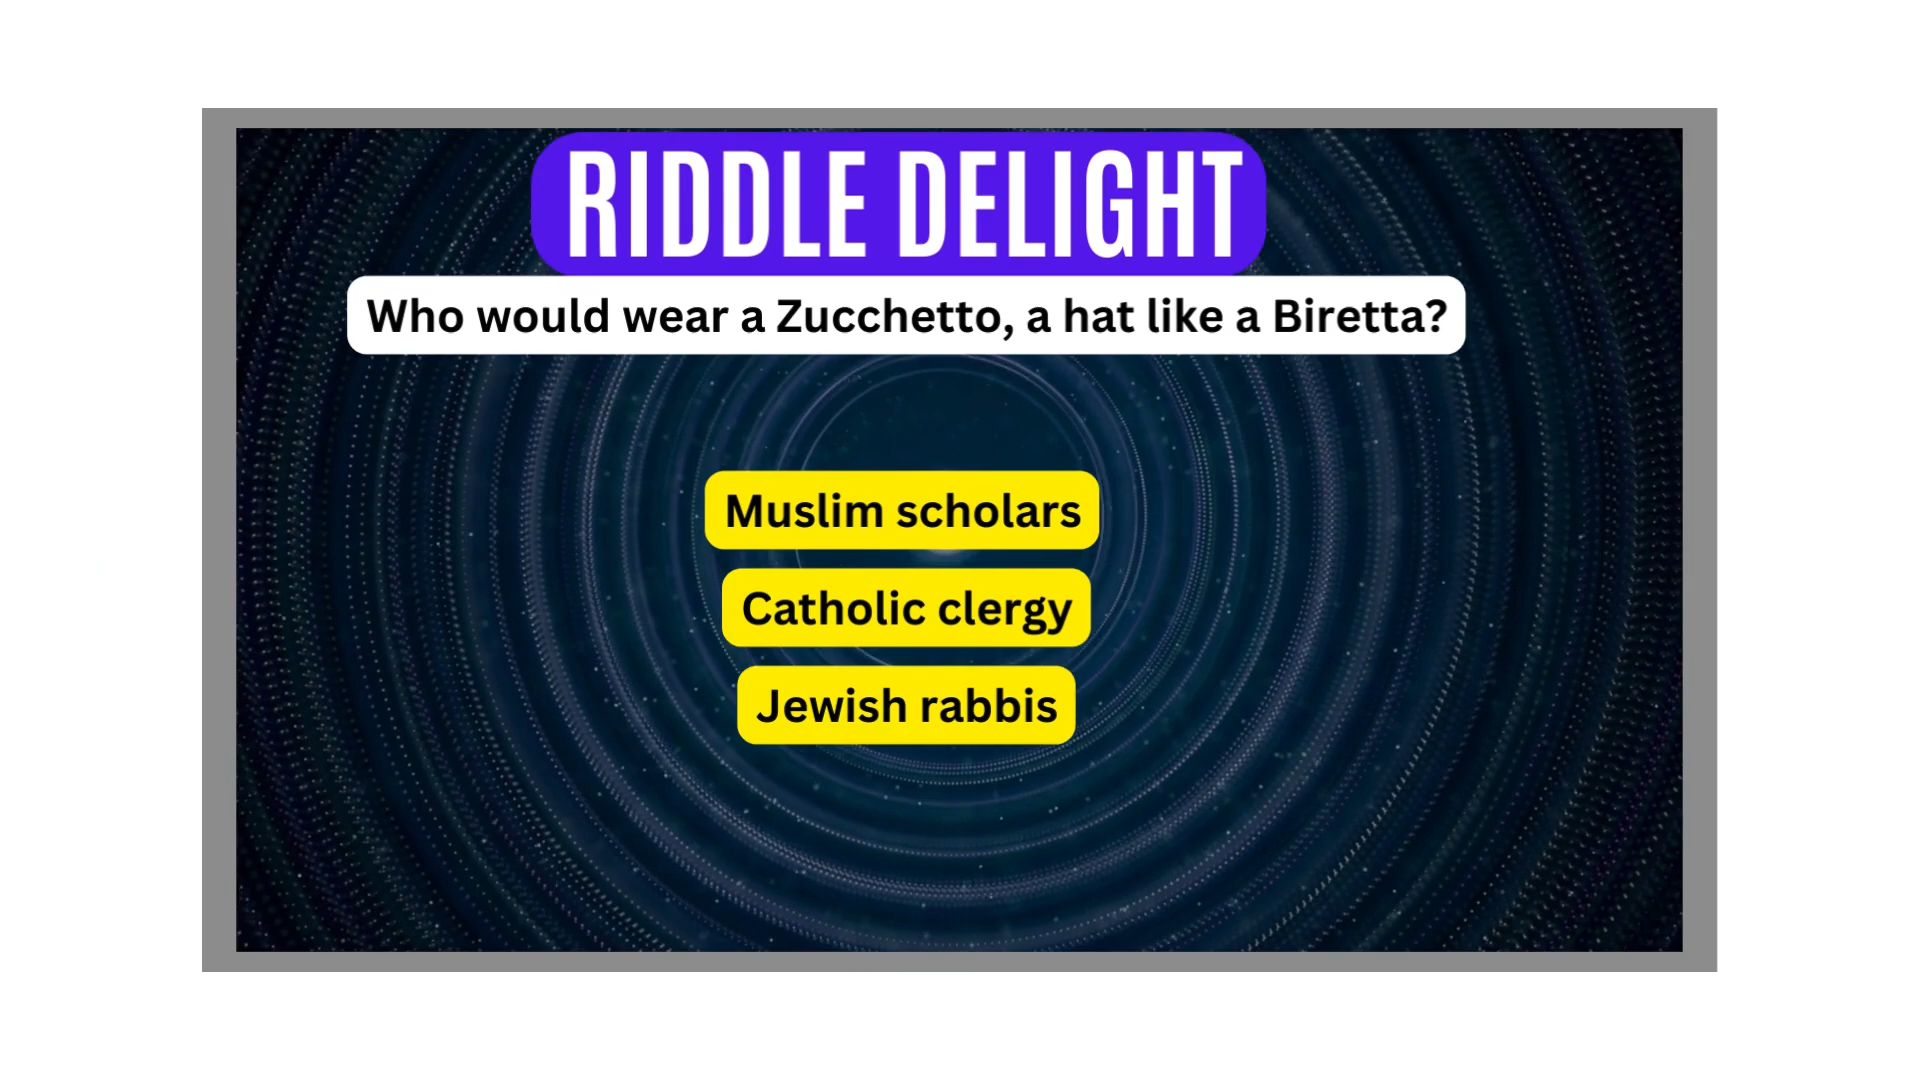 RIDDLE DELIGHT
Who would wear a Zucchetto, a hat like a Biretta?
Muslim scholars
Catholic clergy
Jewish rabbis